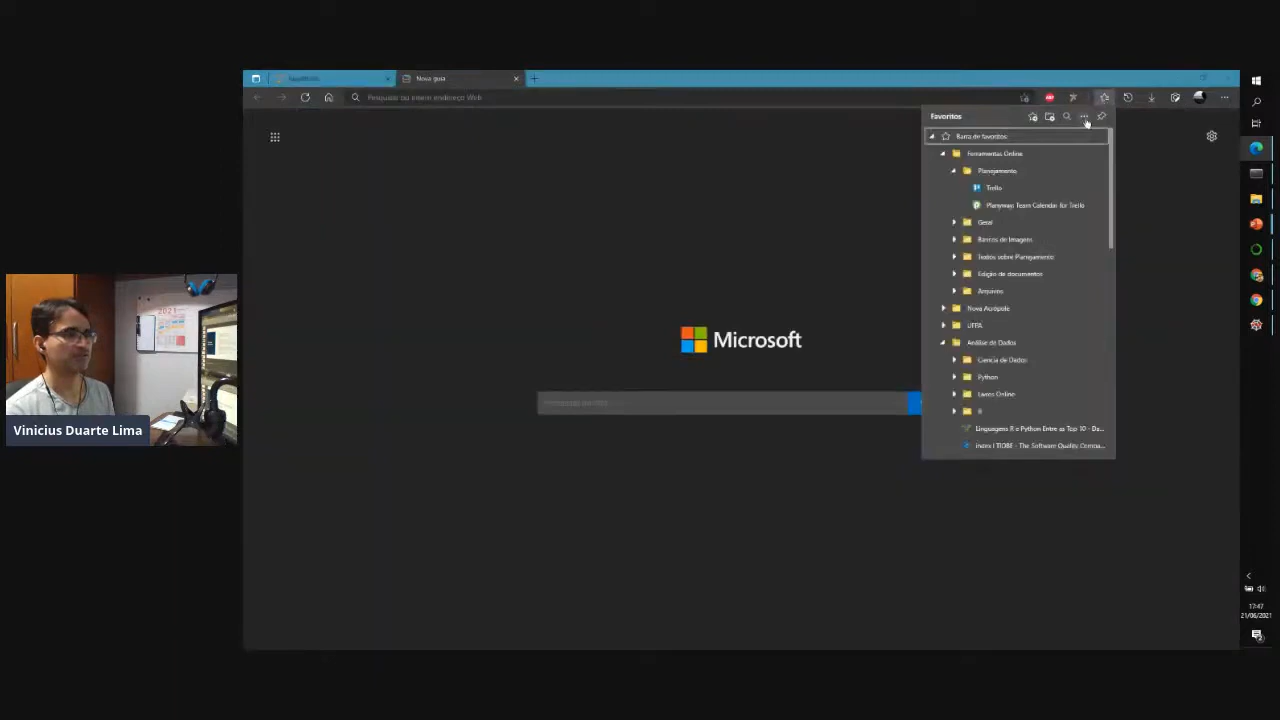 Nova guia
Pesquisar ou inserir endereço Web
Favoritos
Barra de favoritos
Ferramentas Online
Planejamento
Trello
Planyway: Team Calendar for Trello
Geral
Bancos de Imagens
Textos sobre Planejamento
Edição de documentos
Arquivos
Nova Acrópole
UFPA
Análise de Dados
Ciencia de Dados
Python
Livros Online
R
Linguagens R e Python Entre as Top 10 - Da...
index | TIOBE - The Software Quality Compa...
Microsoft
Vinicius Duarte Lima
2021
17:47
21/06/2021